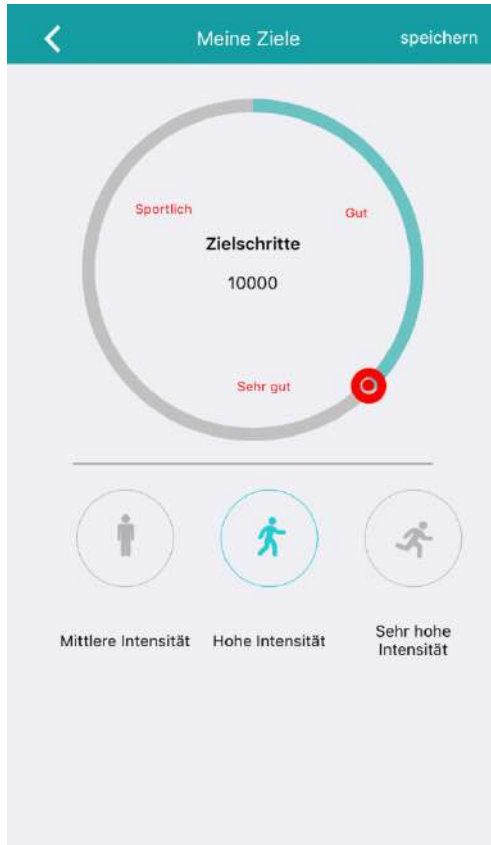 Meine Ziele
speichern
Sportlich
Gut
Zielschritte
10000
Sehr gut
Mittlere Intensität
Hohe Intensität
Sehr hohe
Intensität